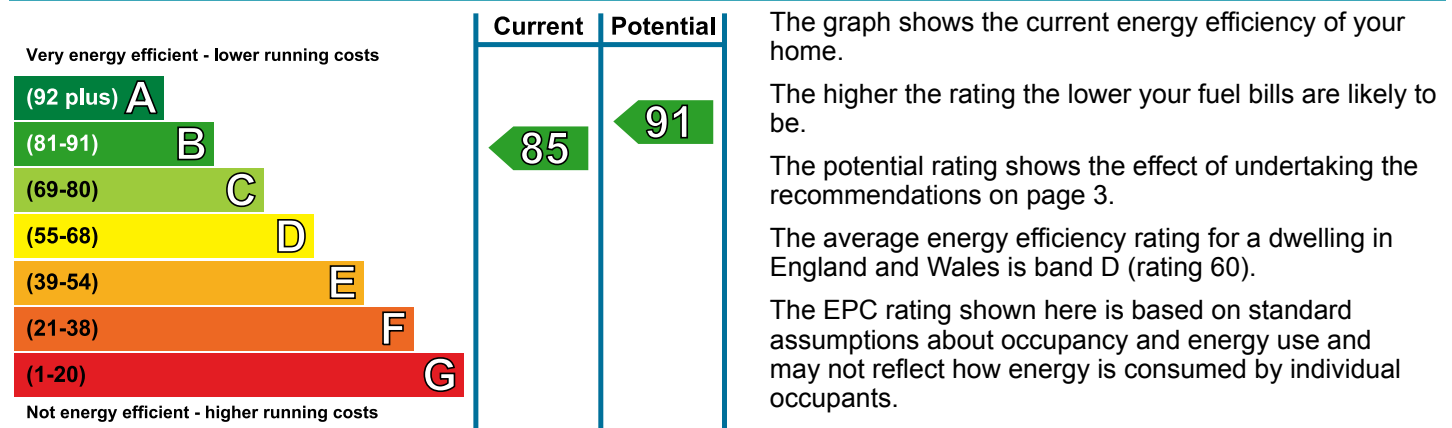 Current Potential
Very energy efficient - lower running costs
(92 plus) A
(81-91) B
(69-80) C
(55-68) D
(39-54) E
(21-38) F
(1-20) G
Not energy efficient - higher running costs
85
91
The graph shows the current energy efficiency of your
home.
The higher the rating the lower your fuel bills are likely to
be.
The potential rating shows the effect of undertaking the
recommendations on page 3.
The average energy efficiency rating for a dwelling in
England and Wales is band D (rating 60).
The EPC rating shown here is based on standard
assumptions about occupancy and energy use and
may not reflect how energy is consumed by individual
occupants.